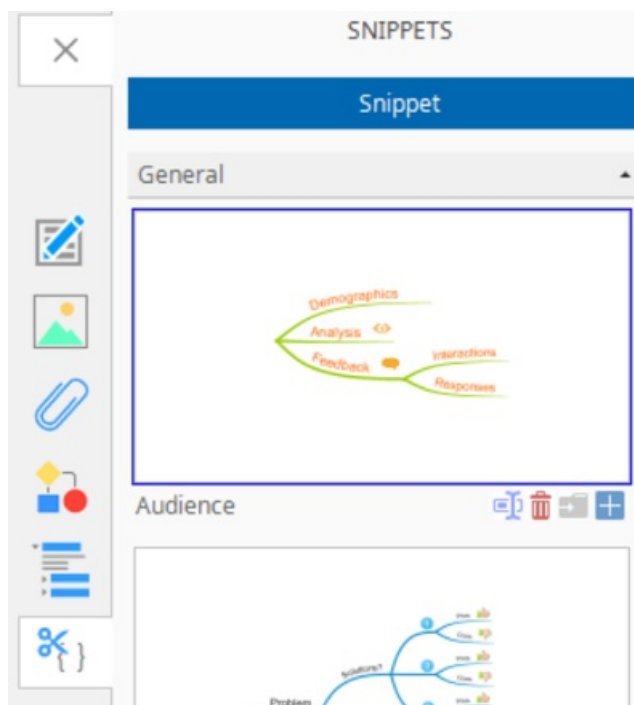 SNIPPETS
Snippet
General
Demographics
Analysis
Feedback
Interactions
Responses
Audience
Solutions?
Problem